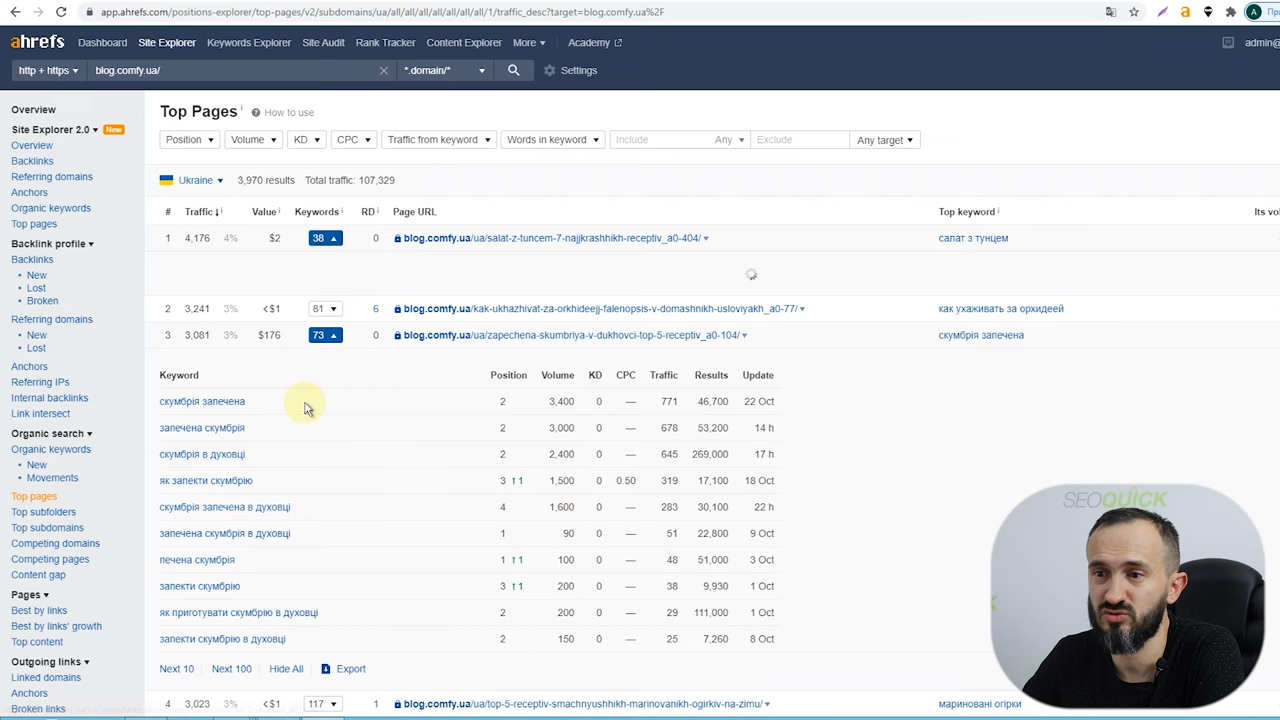 app.ahrefs.com/positions-explorer/top-pages/v2/subdomains/ua/all/all/all/all/all/all/1/traffic_desc?target=blog.comfy.ua%2F
ahrefs Dashboard Site Explorer Keywords Explorer Site Audit Rank Tracker Content Explorer More Academy admin@
http + https blog.comfy.ua/ *.domain/* Settings
Overview
Site Explorer 2.0 New
Overview
Backlinks
Referring domains
Anchors
Organic keywords
Top pages
Backlink profile
Backlinks
New
Lost
Broken
Referring domains
New
Lost
Anchors
Referring IPs
Internal backlinks
Link intersect
Organic search
Organic keywords
New
Movements
Top pages
Top subfolders
Top subdomains
Competing domains
Competing pages
Content gap
Pages
Best by links
Best by links' growth
Top content
Outgoing links
Linked domains
Anchors
Broken links
Top Pages How to use
Position Volume KD CPC Traffic from keyword Words in keyword Include Any Exclude Any target
Ukraine 3,970 results Total traffic: 107,329
# Traffic Value Keywords RD Page URL Top keyword Its vo
1 4,176 4% $2 38 0 blog.comfy.ua/ua/salat-z-tuncem-7-najjkrashhikh-receptiv_a0-404/ салат з тунцем
2 3,241 3% <$1 81 6 blog.comfy.ua/kak-ukhazhivat-za-orkhideejj-falenopsis-v-domashnikh-usloviyakh_a0-77/ как ухаживать за орхидеей
3 3,081 3% $176 73 0 blog.comfy.ua/ua/zapechena-skumbriya-v-dukhovci-top-5-receptiv_a0-104/ скумбрія запечена
Keyword Position Volume KD CPC Traffic Results Update
скумбрія запечена 2 3,400 0 — 771 46,700 22 Oct
запечена скумбрія 2 3,000 0 — 678 53,200 14 h
скумбрія в духовці 2 2,400 0 — 645 269,000 17 h
як запекти скумбрію 3 ↑1 1,500 0 0.50 319 17,100 18 Oct
скумбрія запечена в духовці 4 1,600 0 — 283 30,100 22 h
запечена скумбрія в духовці 1 90 0 — 51 22,800 9 Oct
печена скумбрія 1 ↑1 100 0 — 48 51,000 3 Oct
запекти скумбрію 3 ↑1 200 0 — 38 9,930 1 Oct
як приготувати скумбрію в духовці 2 200 0 — 29 111,000 1 Oct
запекти скумбрію в духовці 2 150 0 — 25 7,260 8 Oct
Next 10 Next 100 Hide All Export
4 3,023 3% <$1 117 1 blog.comfy.ua/ua/top-5-receptiv-smachnyushhikh-marinovanikh-ogirkiv-na-zimu/ мариновані огірки
SEOQUICK